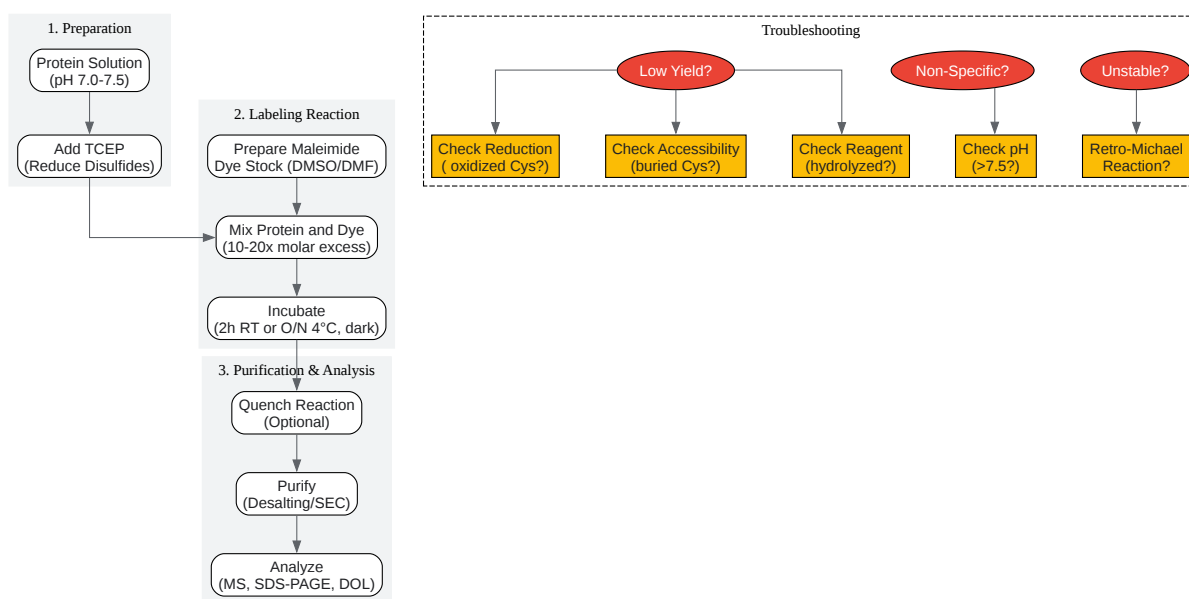 1. Preparation
Protein Solution
(pH 7.0-7.5)
Add TCEP
(Reduce Disulfides)
2. Labeling Reaction
Prepare Maleimide
Dye Stock (DMSO/DMF)
Mix Protein and Dye
(10-20x molar excess)
Incubate
(2h RT or O/N 4°C, dark)
3. Purification & Analysis
Quench Reaction
(Optional)
Purify
(Desalting/SEC)
Analyze
(MS, SDS-PAGE, DOL)
Troubleshooting
Low Yield?
Non-Specific?
Unstable?
Check Reduction
( oxidized Cys?)
Check Accessibility
(buried Cys?)
Check Reagent
(hydrolyzed?)
Check pH
(>7.5?)
Retro-Michael
Reaction?